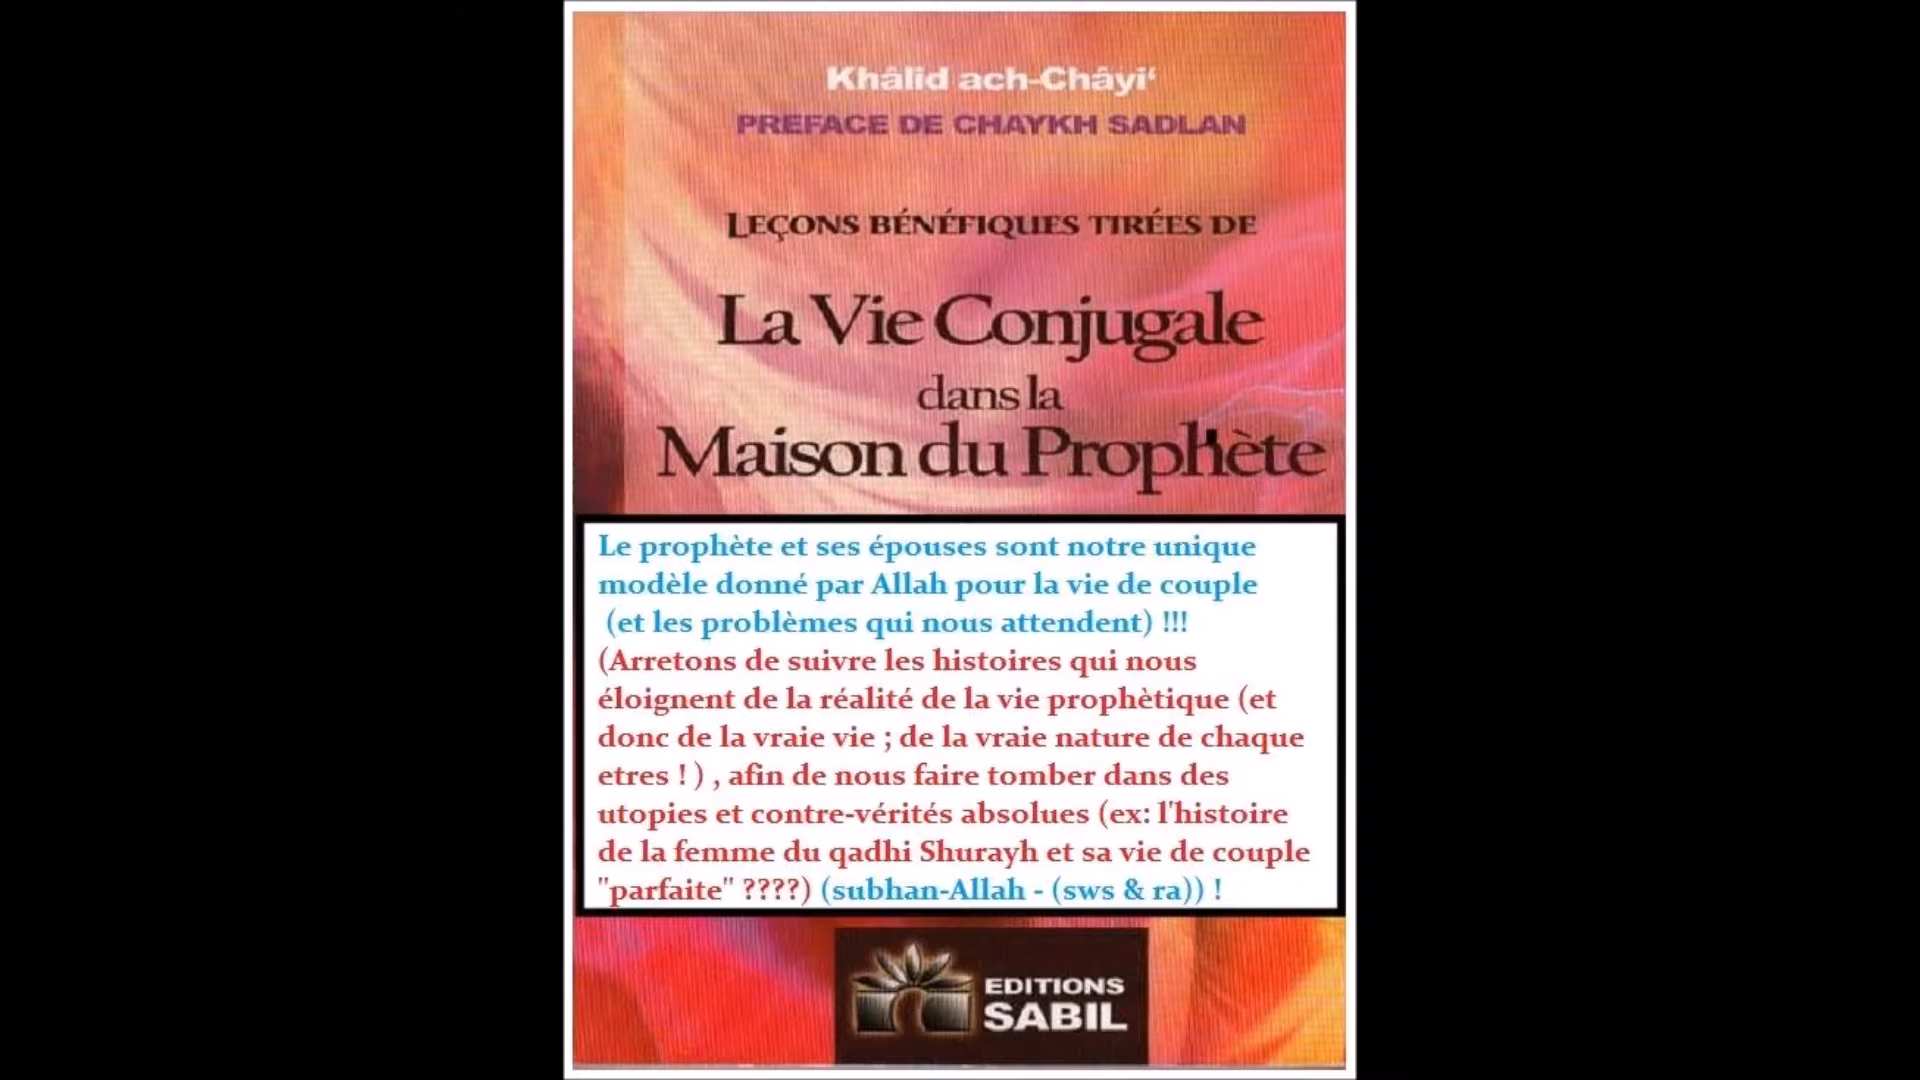 Khâlid ach-Châyi‘
PREFACE DE CHAYKH SADLAN
LEÇONS BÉNÉFIQUES TIRÉES DE
La Vie Conjugale
dans la
Maison du Prophète
Le prophète et ses épouses sont notre unique
modèle donné par Allah pour la vie de couple
(et les problèmes qui nous attendent) !!!
(Arretons de suivre les histoires qui nous
éloignent de la réalité de la vie prophètique (et
donc de la vraie vie ; de la vraie nature de chaque
etres ! ) , afin de nous faire tomber dans des
utopies et contre-vérités absolues (ex: l'histoire
de la femme du qadhi Shurayh et sa vie de couple
"parfaite" ????) (subhan-Allah - (sws & ra)) !
EDITIONS
SABIL